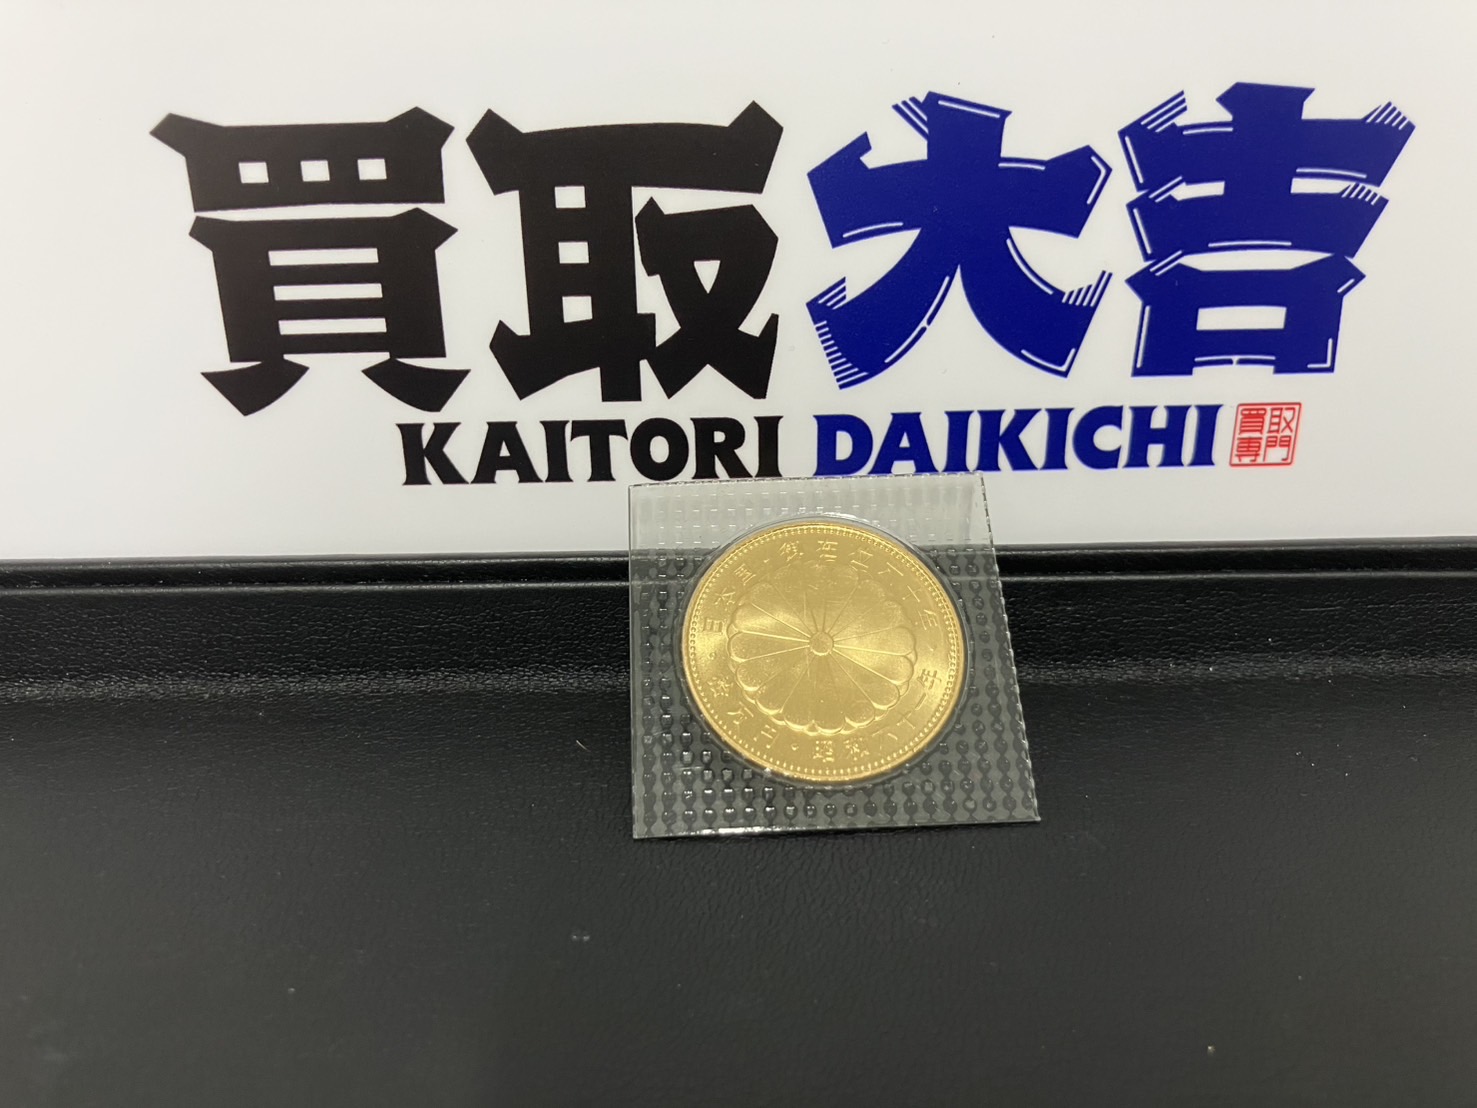 買取大吉
KAITORI DAIKICHI
買取
専門
日本国・御在位六十年
拾万円・昭和六十一年